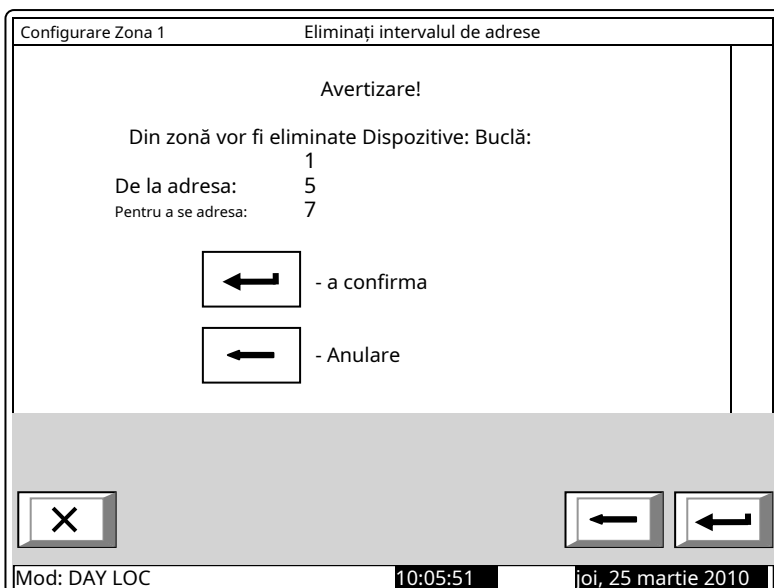 Configurare Zona 1 Eliminați intervalul de adrese
Avertizare!
Din zonă vor fi eliminate Dispozitive: Buclă:
1
De la adresa: 5
Pentru a se adresa: 7
- a confirma
- Anulare
Mod: DAY LOC 10:05:51 joi, 25 martie 2010